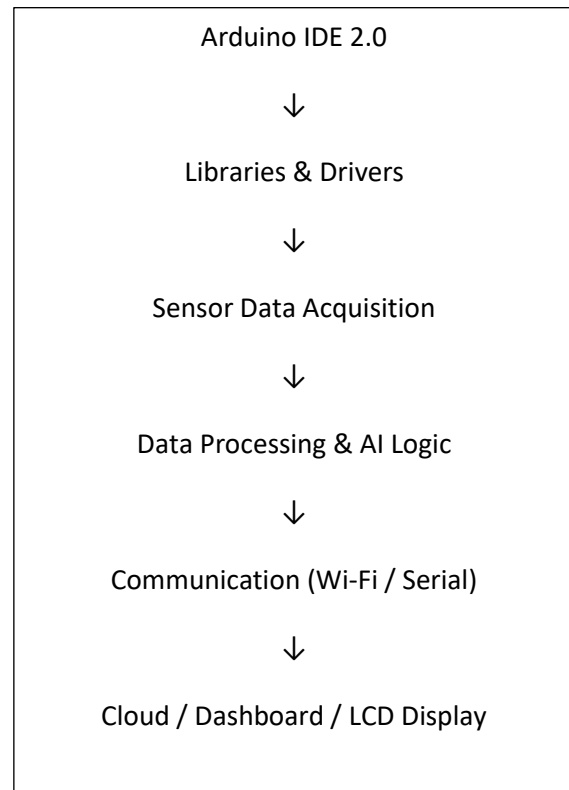 Arduino IDE 2.0
↓
Libraries & Drivers
↓
Sensor Data Acquisition
↓
Data Processing & AI Logic
↓
Communication (Wi-Fi / Serial)
↓
Cloud / Dashboard / LCD Display